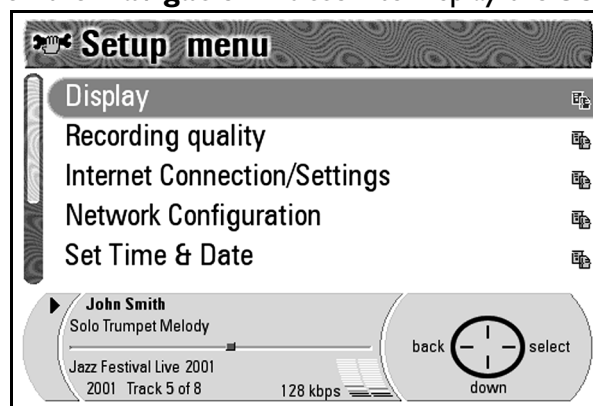 Setup menu
Display
Recording quality
Internet Connection/Settings
Network Configuration
Set Time & Date
John Smith
Solo Trumpet Melody
Jazz Festival Live 2001
2001 Track 5 of 8 128 kbps
back select
down